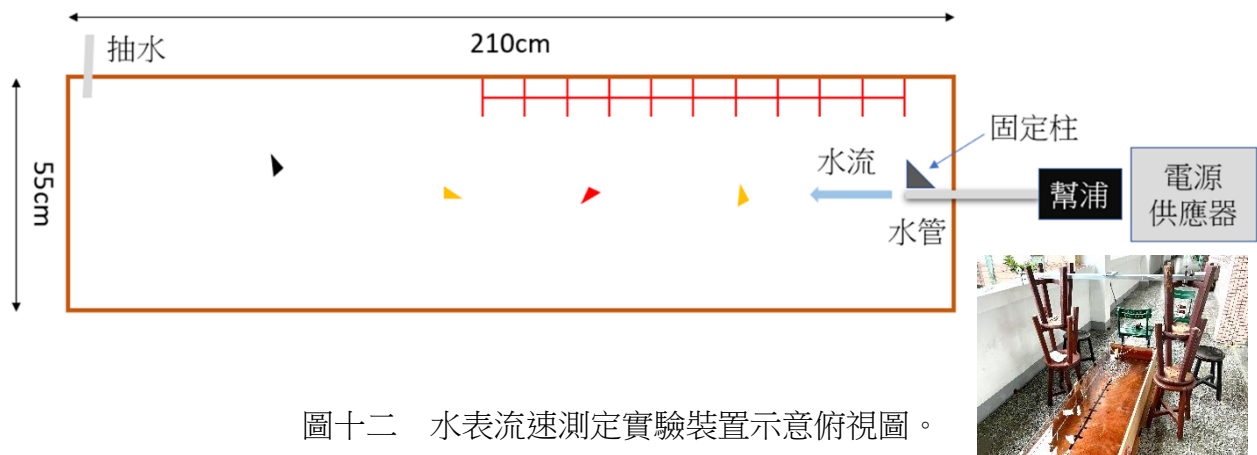 210cm
抽水
固定柱
水流
55cm
幫浦
電源
供應器
水管
圖十二 水表流速測定實驗裝置示意俯視圖。